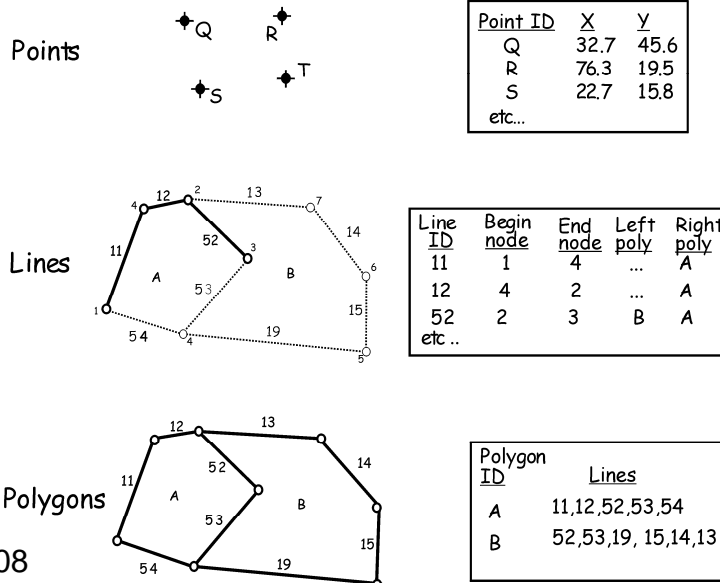 Points
Q
R
S
T
Point ID X Y
Q 32.7 45.6
R 76.3 19.5
S 22.7 15.8
etc...
Lines
4 12 2 13 7
11 52 14
3
A 53 B 6
1 15
54 4 19 5
Line ID Begin node End node Left poly Right poly
11 1 4 ... A
12 4 2 ... A
52 2 3 B A
etc ..
Polygons
12 13
11 52 14
A B
53
15
54 19
Polygon ID Lines
A 11,12,52,53,54
B 52,53,19, 15,14,13
08